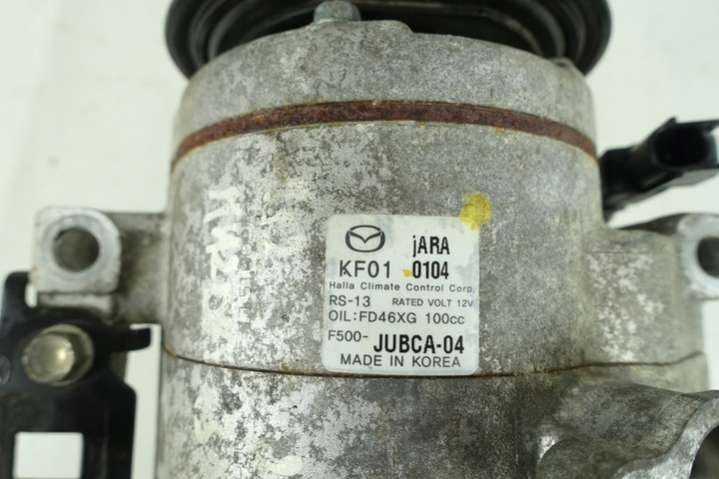 jARA
KF01 0104
Halla Climate Control Corp.
RS-13 RATED VOLT 12V
OIL:FD46XG 100cc
F500-JUBCA-04
MADE IN KOREA